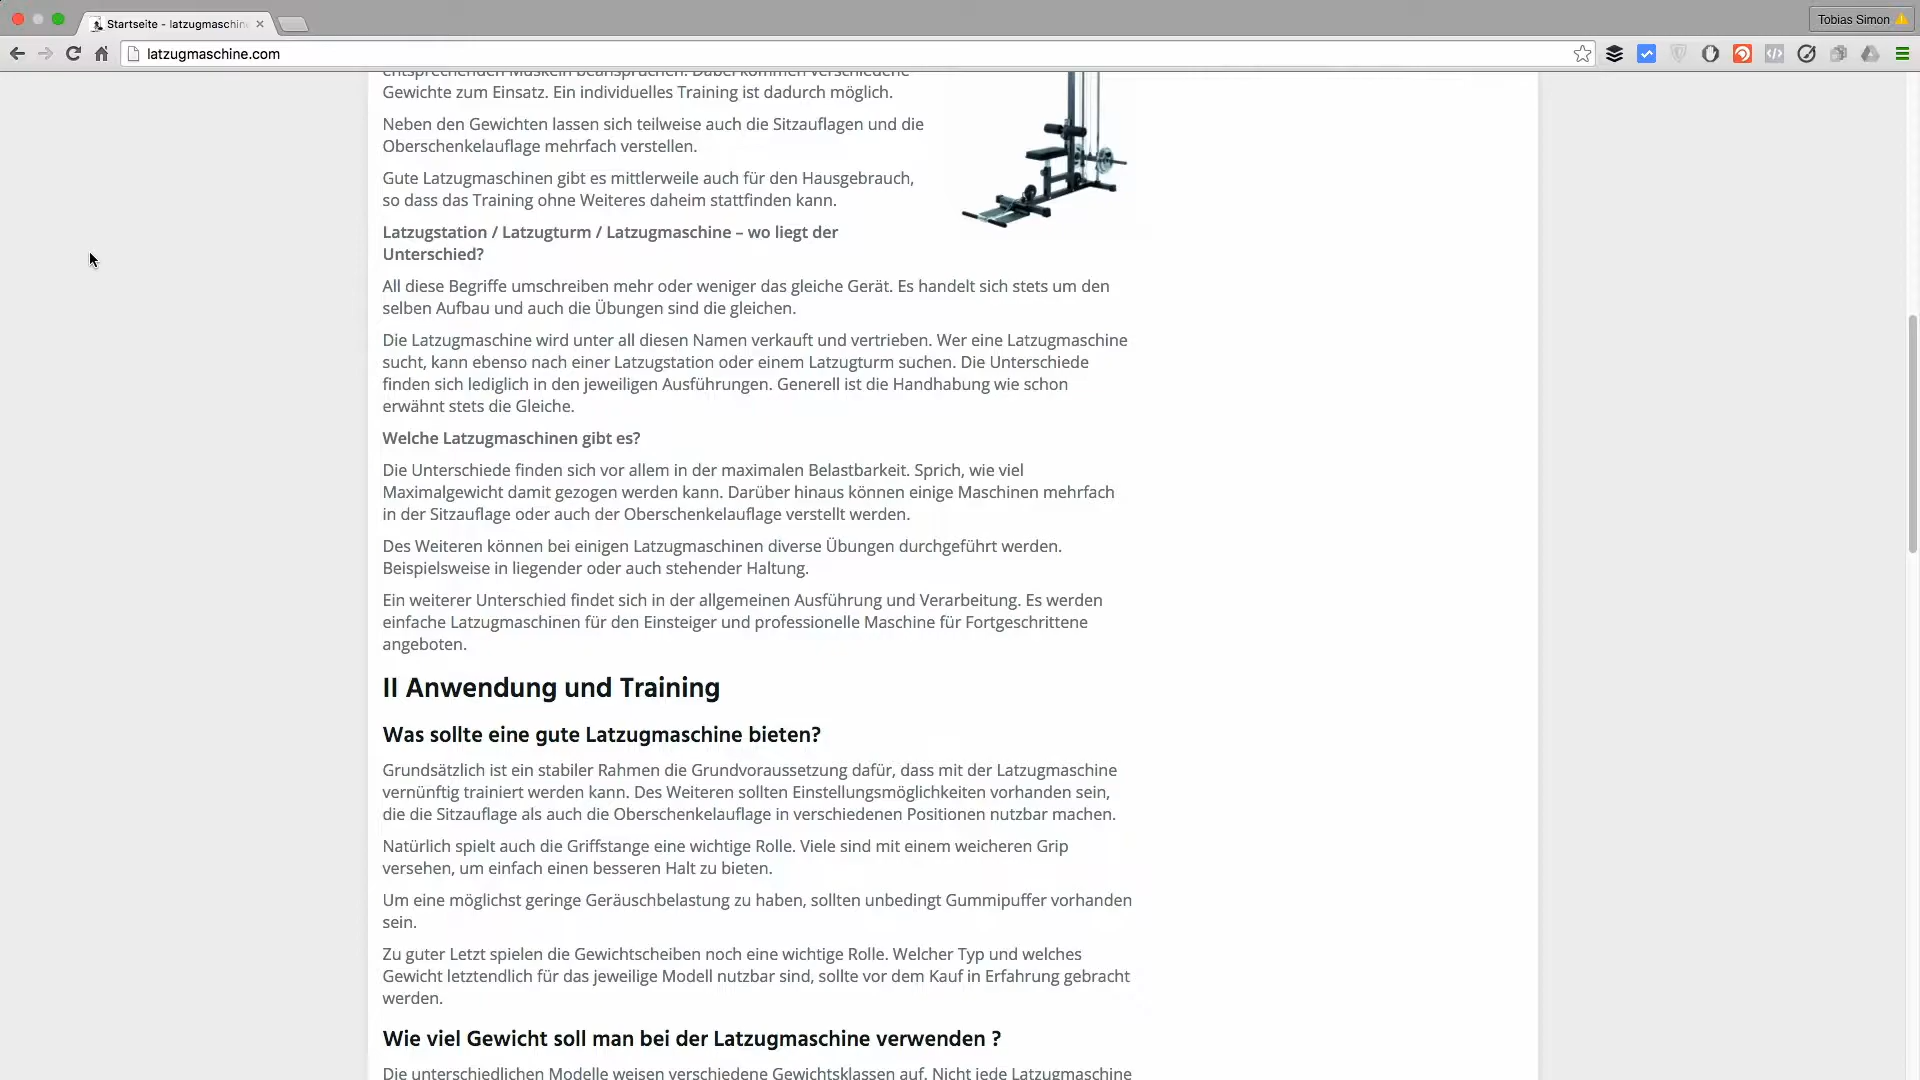 Startseite - latzugmaschin
Tobias Simon
latzugmaschine.com
entsprechenden Muskeln beanspruchen. Dabei kommen verschiedene
Gewichte zum Einsatz. Ein individuelles Training ist dadurch möglich.
Neben den Gewichten lassen sich teilweise auch die Sitzauflagen und die
Oberschenkelauflage mehrfach verstellen.
Gute Latzugmaschinen gibt es mittlerweile auch für den Hausgebrauch,
so dass das Training ohne Weiteres daheim stattfinden kann.
Latzugstation / Latzugturm / Latzugmaschine – wo liegt der
Unterschied?
All diese Begriffe umschreiben mehr oder weniger das gleiche Gerät. Es handelt sich stets um den
selben Aufbau und auch die Übungen sind die gleichen.
Die Latzugmaschine wird unter all diesen Namen verkauft und vertrieben. Wer eine Latzugmaschine
sucht, kann ebenso nach einer Latzugstation oder einem Latzugturm suchen. Die Unterschiede
finden sich lediglich in den jeweiligen Ausführungen. Generell ist die Handhabung wie schon
erwähnt stets die Gleiche.
Welche Latzugmaschinen gibt es?
Die Unterschiede finden sich vor allem in der maximalen Belastbarkeit. Sprich, wie viel
Maximalgewicht damit gezogen werden kann. Darüber hinaus können einige Maschinen mehrfach
in der Sitzauflage oder auch der Oberschenkelauflage verstellt werden.
Des Weiteren können bei einigen Latzugmaschinen diverse Übungen durchgeführt werden.
Beispielsweise in liegender oder auch stehender Haltung.
Ein weiterer Unterschied findet sich in der allgemeinen Ausführung und Verarbeitung. Es werden
einfache Latzugmaschinen für den Einsteiger und professionelle Maschine für Fortgeschrittene
angeboten.
II Anwendung und Training
Was sollte eine gute Latzugmaschine bieten?
Grundsätzlich ist ein stabiler Rahmen die Grundvoraussetzung dafür, dass mit der Latzugmaschine
vernünftig trainiert werden kann. Des Weiteren sollten Einstellungsmöglichkeiten vorhanden sein,
die die Sitzauflage als auch die Oberschenkelauflage in verschiedenen Positionen nutzbar machen.
Natürlich spielt auch die Griffstange eine wichtige Rolle. Viele sind mit einem weicheren Grip
versehen, um einfach einen besseren Halt zu bieten.
Um eine möglichst geringe Geräuschbelastung zu haben, sollten unbedingt Gummipuffer vorhanden
sein.
Zu guter Letzt spielen die Gewichtscheiben noch eine wichtige Rolle. Welcher Typ und welches
Gewicht letztendlich für das jeweilige Modell nutzbar sind, sollte vor dem Kauf in Erfahrung gebracht
werden.
Wie viel Gewicht soll man bei der Latzugmaschine verwenden ?
Die unterschiedlichen Modelle weisen verschiedene Gewichtsklassen auf. Nicht jede Latzugmaschine